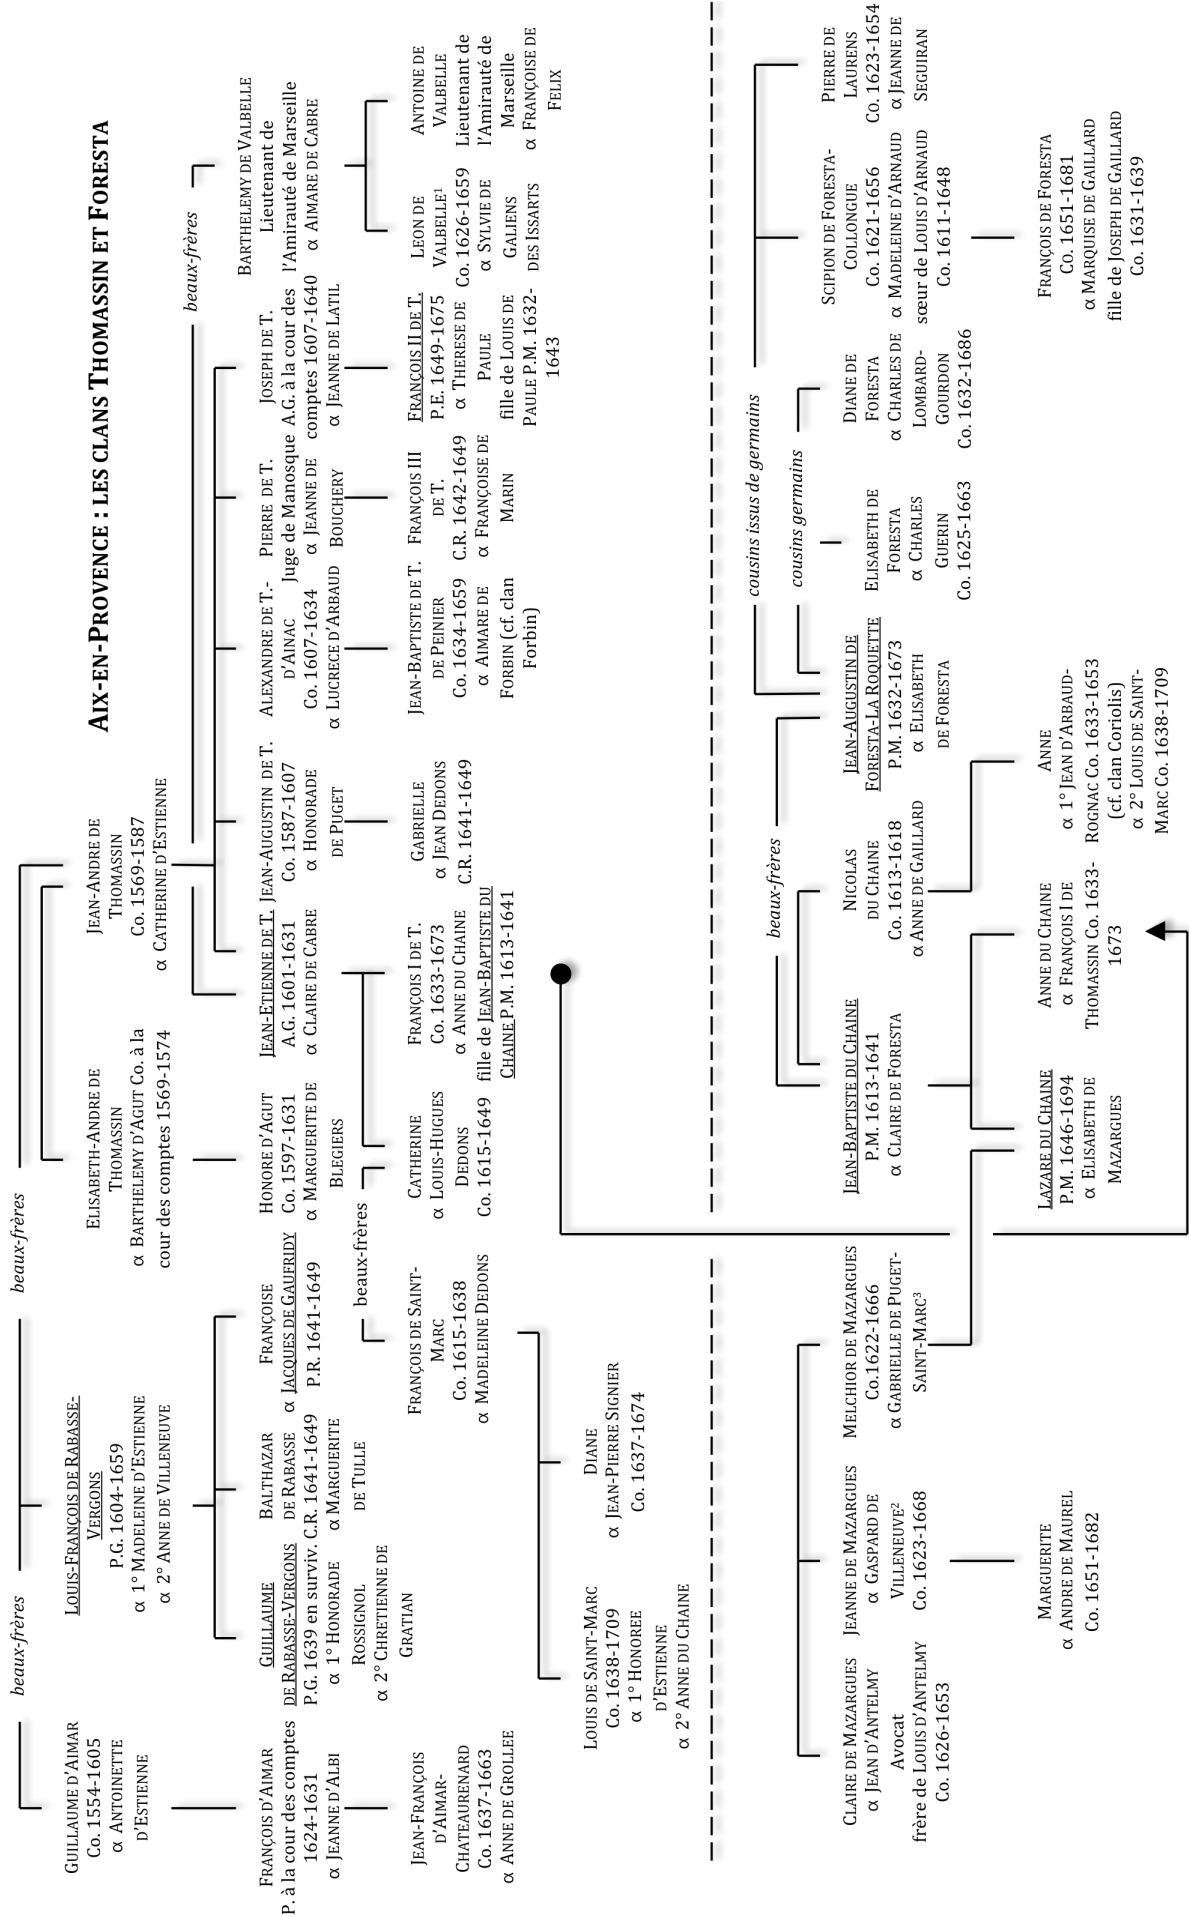 AIX-EN-PROVENCE : LES CLANS THOMASSIN ET FORESTA
beaux-frères
beaux-frères
GUILLAUME D'AIMAR
Co. 1554-1605
α ANTOINETTE
D'ESTIENNE
LOUIS-FRANÇOIS DE RABASSE-
VERGONS
P.G. 1604-1659
α 1° MADELEINE D'ESTIENNE
α 2° ANNE DE VILLENEUVE
ELISABETH-ANDRE DE
THOMASSIN
α BARTHELEMY D'AGUT Co. à la
cour des comptes 1569-1574
JEAN-ANDRE DE
THOMASSIN
Co. 1569-1587
α CATHERINE D'ESTIENNE
beaux-frères
FRANÇOIS D'AIMAR
P. à la cour des comptes
1624-1631
α JEANNE D'ALBI
GUILLAUME
DE RABASSE-VERGONS
P.G. 1639 en surviv.
α 1° HONORADE
ROSSIGNOL
α 2° CHRETIENNE DE
GRATIAN
BALTHAZAR
DE RABASSE
C.R. 1641-1649
α MARGUERITE
DE TULLE
FRANÇOISE
α JACQUES DE GAUFRIDY
P.R. 1641-1649
HONORE D'AGUT
Co. 1597-1631
α MARGUERITE DE
BLEGIERS
JEAN-ETIENNE DE T.
A.G. 1601-1631
α CLAIRE DE CABRE
JEAN-AUGUSTIN DE T.
Co. 1587-1607
α HONORADE
DE PUGET
ALEXANDRE DE T.-
D'AINAC
Co. 1607-1634
α LUCRECE D'ARBAUD
PIERRE DE T.
Juge de Manosque
α JEANNE DE
BOUCHERY
JOSEPH DE T.
A.G. à la cour des
comptes 1607-1640
α JEANNE DE LATIL
BARTHELEMY DE VALBELLE
Lieutenant de
l'Amirauté de Marseille
α AIMARE DE CABRE
beaux-frères
JEAN-FRANÇOIS
D'AIMAR-
CHATEAURENARD
Co. 1637-1663
α ANNE DE GROLLEE
FRANÇOIS DE SAINT-
MARC
Co. 1615-1638
α MADELEINE DEDONS
CATHERINE
α LOUIS-HUGUES
DEDONS
Co. 1615-1649
FRANÇOIS I DE T.
Co. 1633-1673
α ANNE DU CHAINE
fille de JEAN-BAPTISTE DU
CHAINE P.M. 1613-1641
GABRIELLE
α JEAN DEDONS
C.R. 1641-1649
JEAN-BAPTISTE DE T.
DE PEINIER
Co. 1634-1659
α AIMARE DE
FORBIN (cf. clan
Forbin)
FRANÇOIS III
DE T.
C.R. 1642-1649
α FRANÇOISE DE
MARIN
FRANÇOIS II DE T.
P.E. 1649-1675
α THERESE DE
PAULE
fille de LOUIS DE
PAULE P.M. 1632-
1643
LEON DE
VALBELLE¹
Co. 1626-1659
α SYLVIE DE
GALIENS
DES ISSARTS
ANTOINE DE
VALBELLE
Lieutenant de
l'Amirauté de
Marseille
α FRANÇOISE DE
FELIX
LOUIS DE SAINT-MARC
Co. 1638-1709
α 1° HONOREE
D'ESTIENNE
α 2° ANNE DU CHAINE
DIANE
α JEAN-PIERRE SIGNIER
Co. 1637-1674
cousins issus de germains
beaux-frères
cousins germains
CLAIRE DE MAZARGUES
α JEAN D'ANTELMY
Avocat
frère de LOUIS D'ANTELMY
Co. 1626-1653
JEANNE DE MAZARGUES
α GASPARD DE
VILLENEUVE²
Co. 1623-1668
MELCHIOR DE MAZARGUES
Co.1622-1666
α GABRIELLE DE PUGET-
SAINT-MARC³
JEAN-BAPTISTE DU CHAINE
P.M. 1613-1641
α CLAIRE DE FORESTA
NICOLAS
DU CHAINE
Co. 1613-1618
α ANNE DE GAILLARD
JEAN-AUGUSTIN DE
FORESTA-LA ROQUETTE
P.M. 1632-1673
α ELISABETH
DE FORESTA
ELISABETH DE
FORESTA
α CHARLES
GUERIN
Co. 1625-1663
DIANE DE
FORESTA
α CHARLES DE
LOMBARD-
GOURDON
Co. 1632-1686
SCIPION DE FORESTA-
COLLONGUE
Co. 1621-1656
α MADELEINE D'ARNAUD
sœur de LOUIS D'ARNAUD
Co. 1611-1648
PIERRE DE
LAURENS
Co. 1623-1654
α JEANNE DE
SEGUIRAN
MARGUERITE
α ANDRE DE MAUREL
Co. 1651-1682
LAZARE DU CHAINE
P.M. 1646-1694
α ELISABETH DE
MAZARGUES
ANNE DU CHAINE
α FRANÇOIS I DE
THOMASSIN Co. 1633-
1673
ANNE
α 1° JEAN D'ARBAUD-
ROGNAC Co. 1633-1653
(cf. clan Coriolis)
α 2° LOUIS DE SAINT-
MARC Co. 1638-1709
FRANÇOIS DE FORESTA
Co. 1651-1681
α MARQUISE DE GAILLARD
fille de JOSEPH DE GAILLARD
Co. 1631-1639